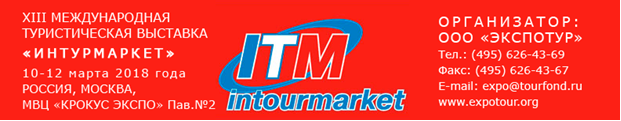 XIII МЕЖДУНАРОДНАЯ
ТУРИСТИЧЕСКАЯ ВЫСТАВКА
«ИНТУРМАРКЕТ»
10-12 марта 2018 года
РОССИЯ, МОСКВА,
МВЦ «КРОКУС ЭКСПО» Пав.№2
ITM
intourmarket
ОРГАНИЗАТОР:
ООО «ЭКСПОТУР»
Тел.: (495) 626-43-69
Факс: (495) 626-43-67
E-mail: expo@tourfond.ru
www.expotour.org